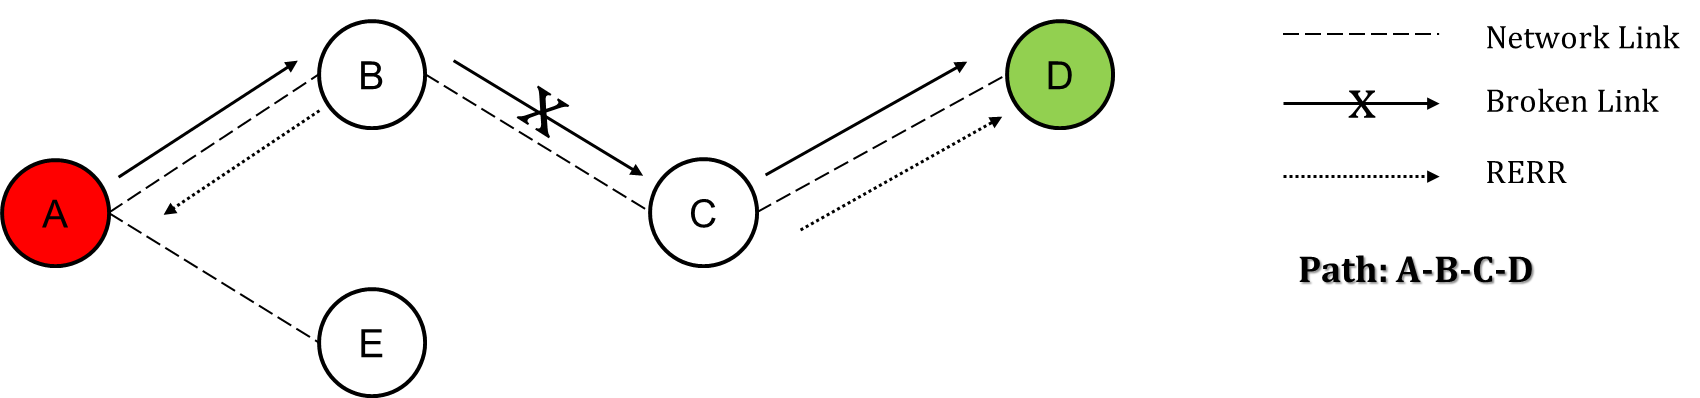 B
D
A
C
E
X
Network Link
X
Broken Link
RERR
Path: A-B-C-D